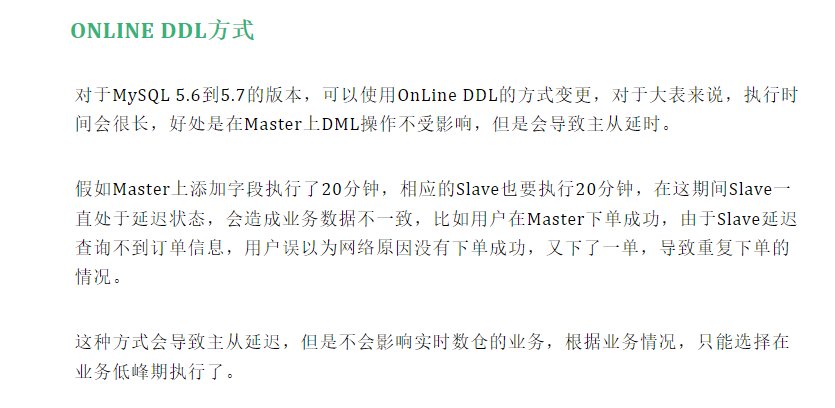 ONLINE DDL方式
对于MySQL 5.6到5.7的版本，可以使用OnLine DDL的方式变更，对于大表来说，执行时
间会很长，好处是在Master上DML操作不受影响，但是会导致主从延时。
假如Master上添加字段执行了20分钟，相应的Slave也要执行20分钟，在这期间Slave一
直处于延迟状态，会造成业务数据不一致，比如用户在Master下单成功，由于Slave延迟
查询不到订单信息，用户误以为网络原因没有下单成功，又下了一单，导致重复下单的
情况。
这种方式会导致主从延迟，但是不会影响实时数仓的业务，根据业务情况，只能选择在
业务低峰期执行了。